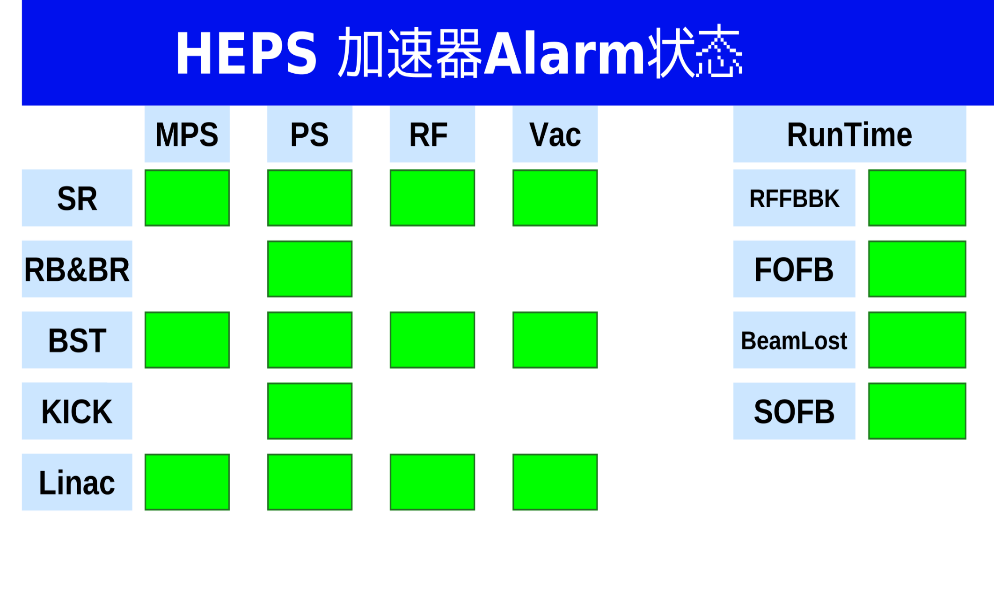 HEPS 加速器Alarm状态
MPS PS RF Vac RunTime
SR RFFBBK
RB&BR FOFB
BST BeamLost
KICK SOFB
Linac